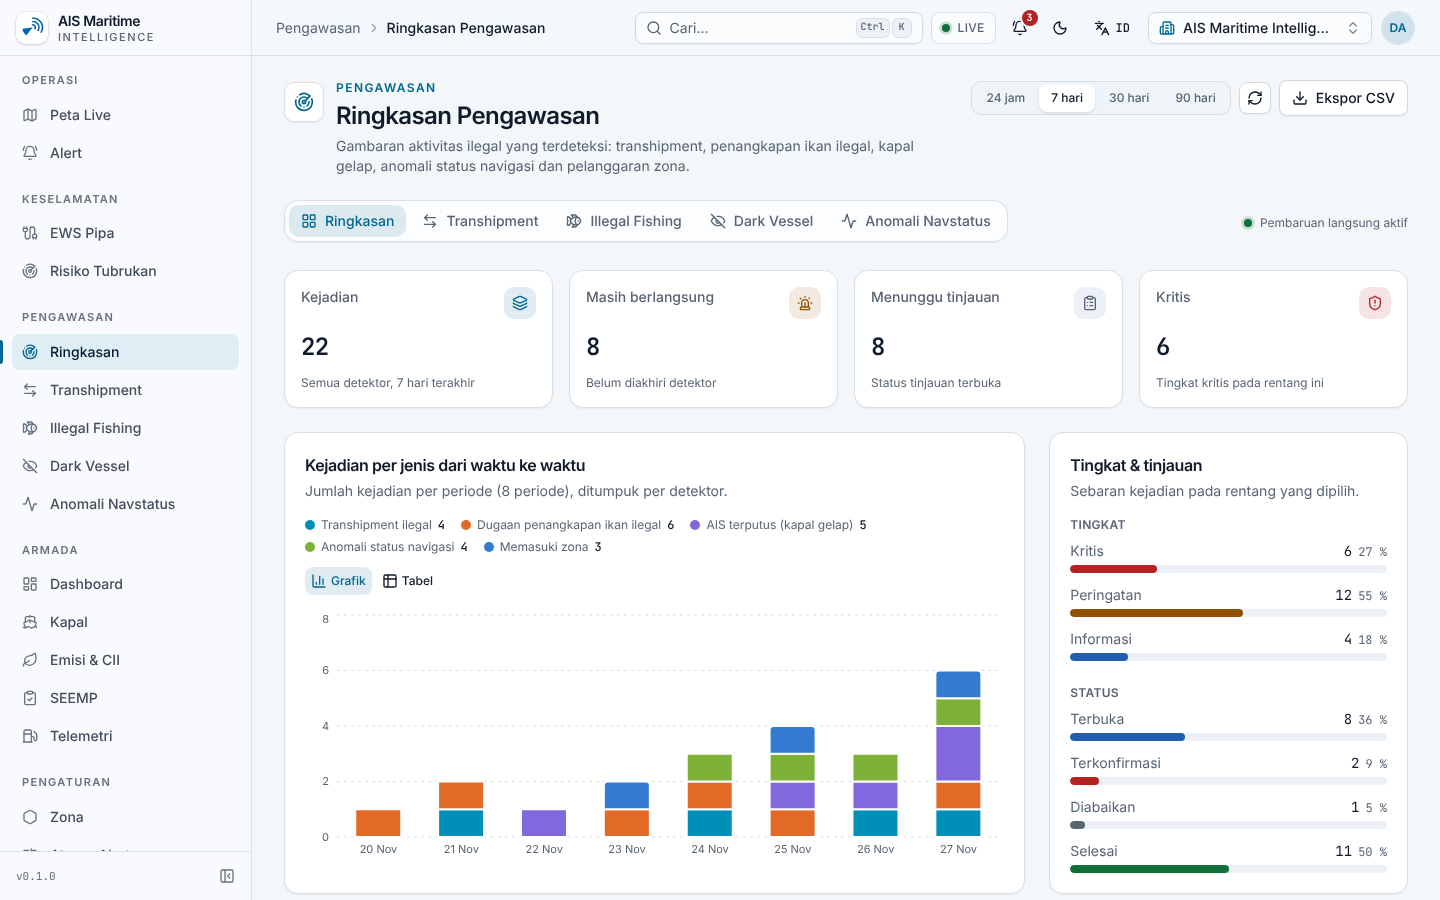 AIS Maritime
INTELLIGENCE
Pengawasan > Ringkasan Pengawasan
Cari...
Ctrl K
LIVE
3
ID
AIS Maritime Intellig...
DA
OPERASI
Peta Live
Alert
KESELAMATAN
EWS Pipa
Risiko Tubrukan
PENGAWASAN
Ringkasan
Transhipment
Illegal Fishing
Dark Vessel
Anomali Navstatus
ARMADA
Dashboard
Kapal
Emisi & CII
SEEMP
Telemetri
PENGATURAN
Zona
v0.1.0
PENGAWASAN
Ringkasan Pengawasan
Gambaran aktivitas ilegal yang terdeteksi: transhipment, penangkapan ikan ilegal, kapal
gelap, anomali status navigasi dan pelanggaran zona.
24 jam 7 hari 30 hari 90 hari
Ekspor CSV
Ringkasan Transhipment Illegal Fishing Dark Vessel Anomali Navstatus
Pembaruan langsung aktif
Kejadian
22
Semua detektor, 7 hari terakhir
Masih berlangsung
8
Belum diakhiri detektor
Menunggu tinjauan
8
Status tinjauan terbuka
Kritis
6
Tingkat kritis pada rentang ini
Kejadian per jenis dari waktu ke waktu
Jumlah kejadian per periode (8 periode), ditumpuk per detektor.
Transhipment ilegal 4 Dugaan penangkapan ikan ilegal 6 AIS terputus (kapal gelap) 5
Anomali status navigasi 4 Memasuki zona 3
Grafik Tabel
8
6
4
2
0
20 Nov 21 Nov 22 Nov 23 Nov 24 Nov 25 Nov 26 Nov 27 Nov
Tingkat & tinjauan
Sebaran kejadian pada rentang yang dipilih.
TINGKAT
Kritis 6 27 %
Peringatan 12 55 %
Informasi 4 18 %
STATUS
Terbuka 8 36 %
Terkonfirmasi 2 9 %
Diabaikan 1 5 %
Selesai 11 50 %